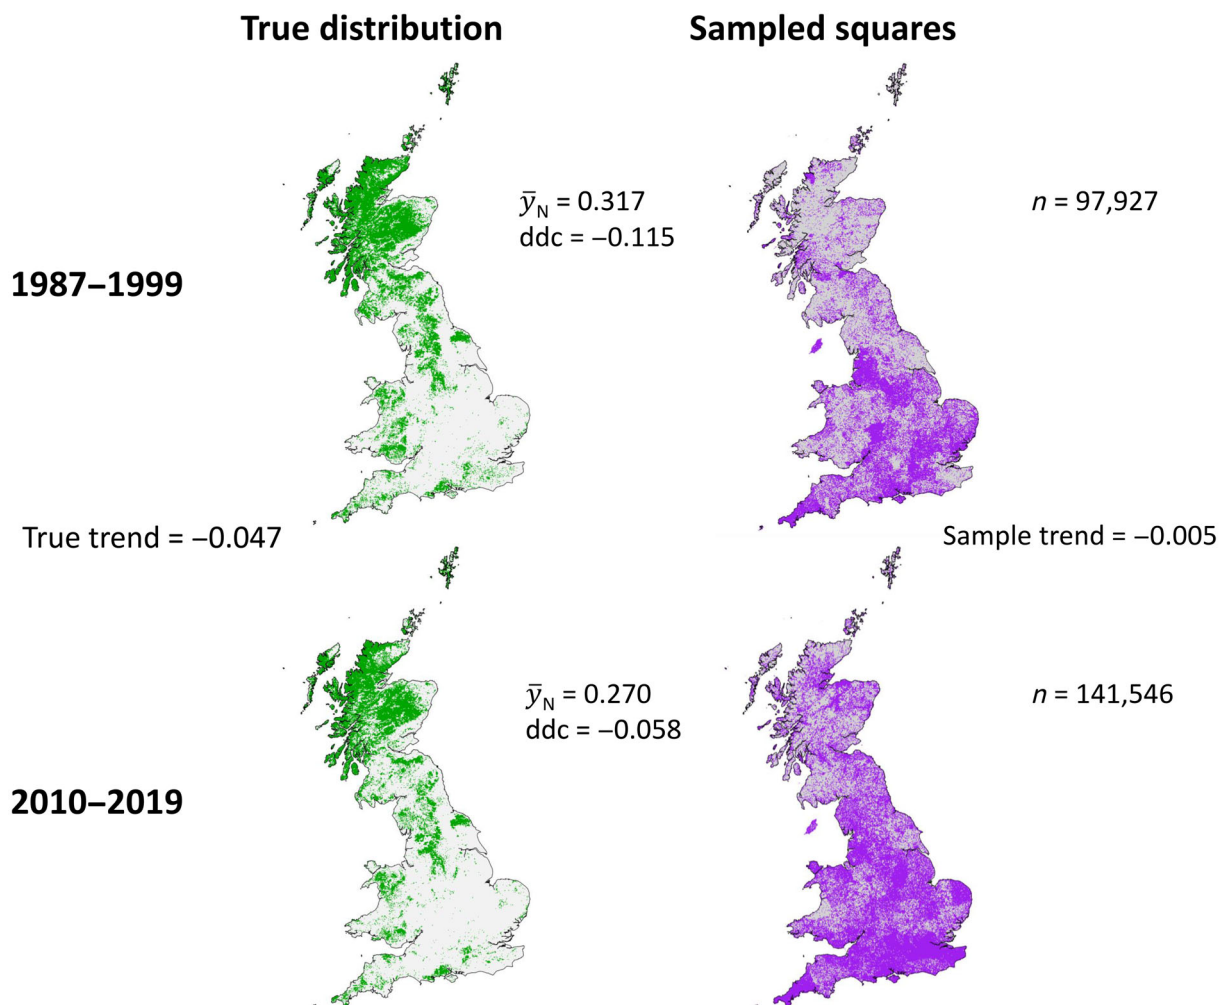 True distribution
Sampled squares
ȳN = 0.317
ddc = −0.115
n = 97,927
1987–1999
True trend = −0.047
Sample trend = −0.005
ȳN = 0.270
ddc = −0.058
n = 141,546
2010–2019